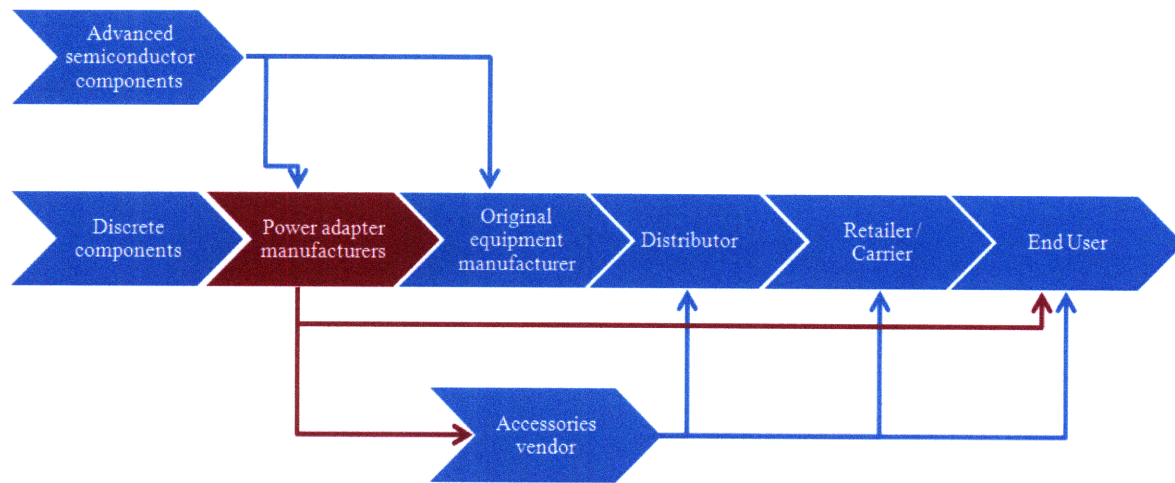 Advanced
semiconductor
components
Discrete
components
Power adapter
manufacturers
Original
equipment
manufacturer
Distributor
Retailer /
Carrier
End User
Accessories
vendor